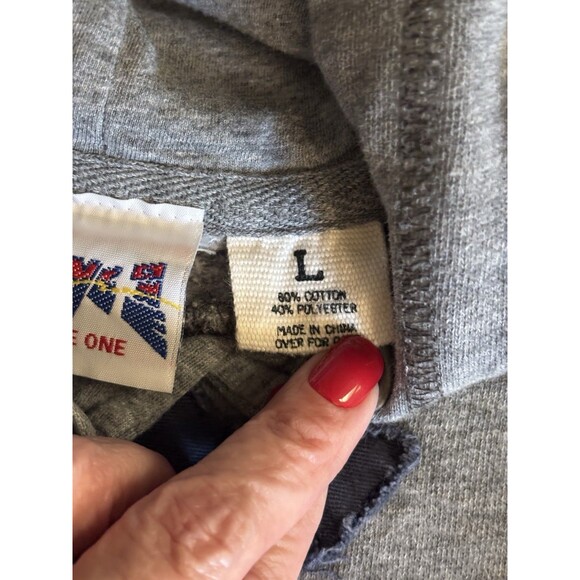 E ONE
L
60% COTTON
40% POLYESTER
MADE IN CHINA
OVER FOR